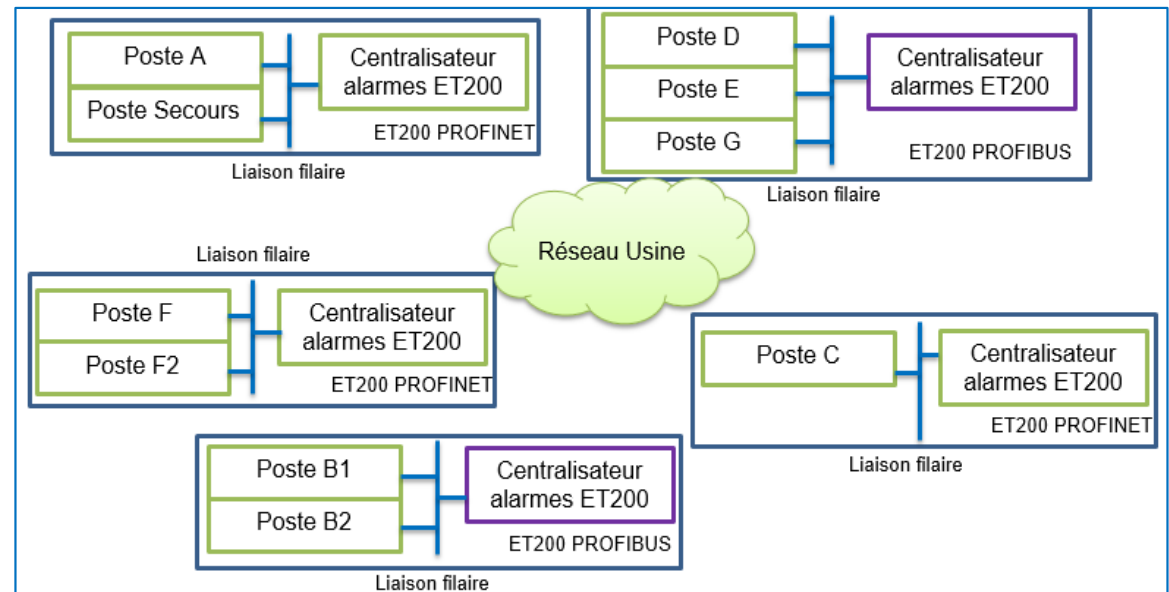 Poste A
Poste Secours
Centralisateur
alarmes ET200
ET200 PROFINET
Liaison filaire
Poste D
Poste E
Poste G
Centralisateur
alarmes ET200
ET200 PROFIBUS
Liaison filaire
Réseau Usine
Liaison filaire
Poste F
Poste F2
Centralisateur
alarmes ET200
ET200 PROFINET
Poste C
Centralisateur
alarmes ET200
ET200 PROFINET
Liaison filaire
Poste B1
Poste B2
Centralisateur
alarmes ET200
ET200 PROFIBUS
Liaison filaire